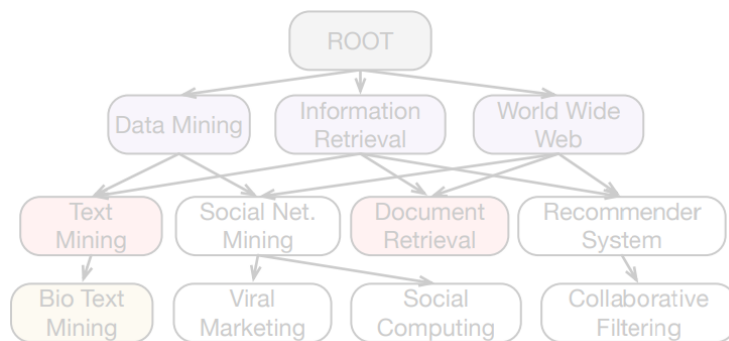 ROOT
Data Mining
Information
Retrieval
World Wide
Web
Text
Mining
Social Net.
Mining
Document
Retrieval
Recommender
System
Bio Text
Mining
Viral
Marketing
Social
Computing
Collaborative
Filtering